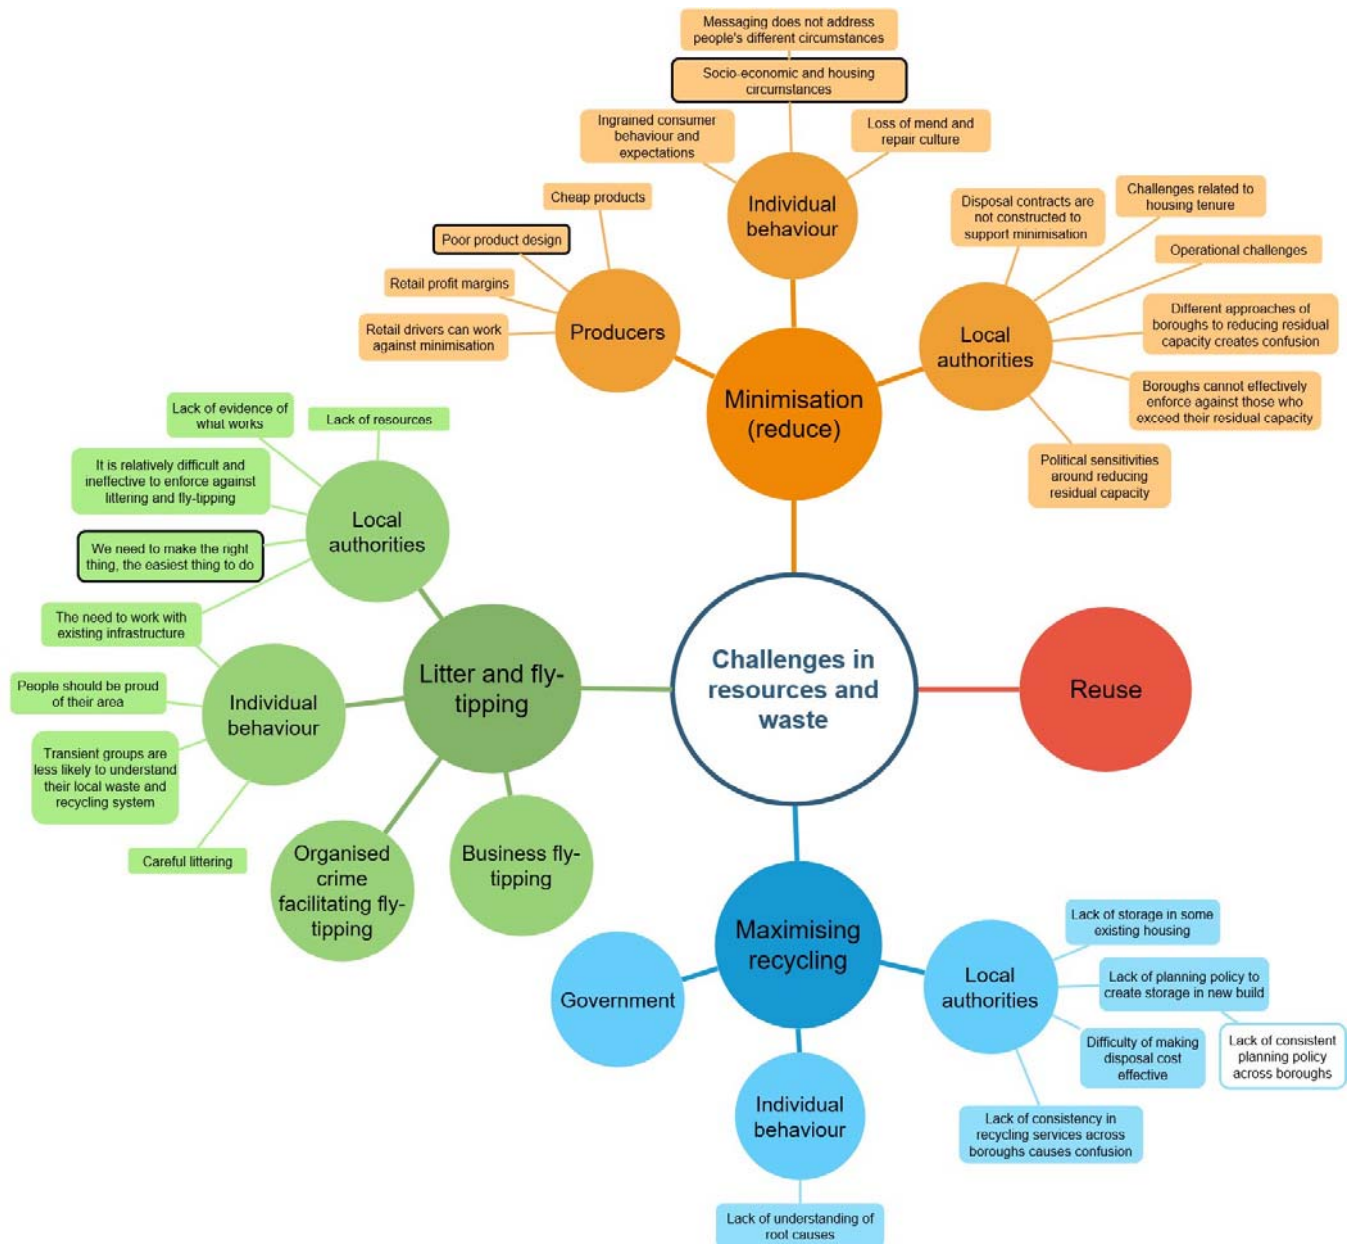 Messaging does not address
people's different circumstances
Socio-economic and housing
circumstances
Ingrained consumer
behaviour and
expectations
Loss of mend and
repair culture
Individual
behaviour
Cheap products
Poor product design
Retail profit margins
Retail drivers can work
against minimisation
Producers
Disposal contracts are
not constructed to
support minimisation
Challenges related to
housing tenure
Operational challenges
Different approaches of
boroughs to reducing residual
capacity creates confusion
Boroughs cannot effectively
enforce against those who
exceed their residual capacity
Political sensitivities
around reducing
residual capacity
Local
authorities
Minimisation
(reduce)
Lack of evidence of
what works
Lack of resources
It is relatively difficult and
ineffective to enforce against
littering and fly-tipping
We need to make the right
thing, the easiest thing to do
The need to work with
existing infrastructure
Local
authorities
People should be proud
of their area
Transient groups are
less likely to understand
their local waste and
recycling system
Careful littering
Individual
behaviour
Litter and fly-
tipping
Organised
crime
facilitating fly-
tipping
Business fly-
tipping
Challenges in
resources and
waste
Reuse
Maximising
recycling
Government
Individual
behaviour
Lack of understanding of
root causes
Local
authorities
Lack of storage in some
existing housing
Lack of planning policy to
create storage in new build
Lack of consistent
planning policy
across boroughs
Difficulty of making
disposal cost
effective
Lack of consistency in
recycling services across
boroughs causes confusion